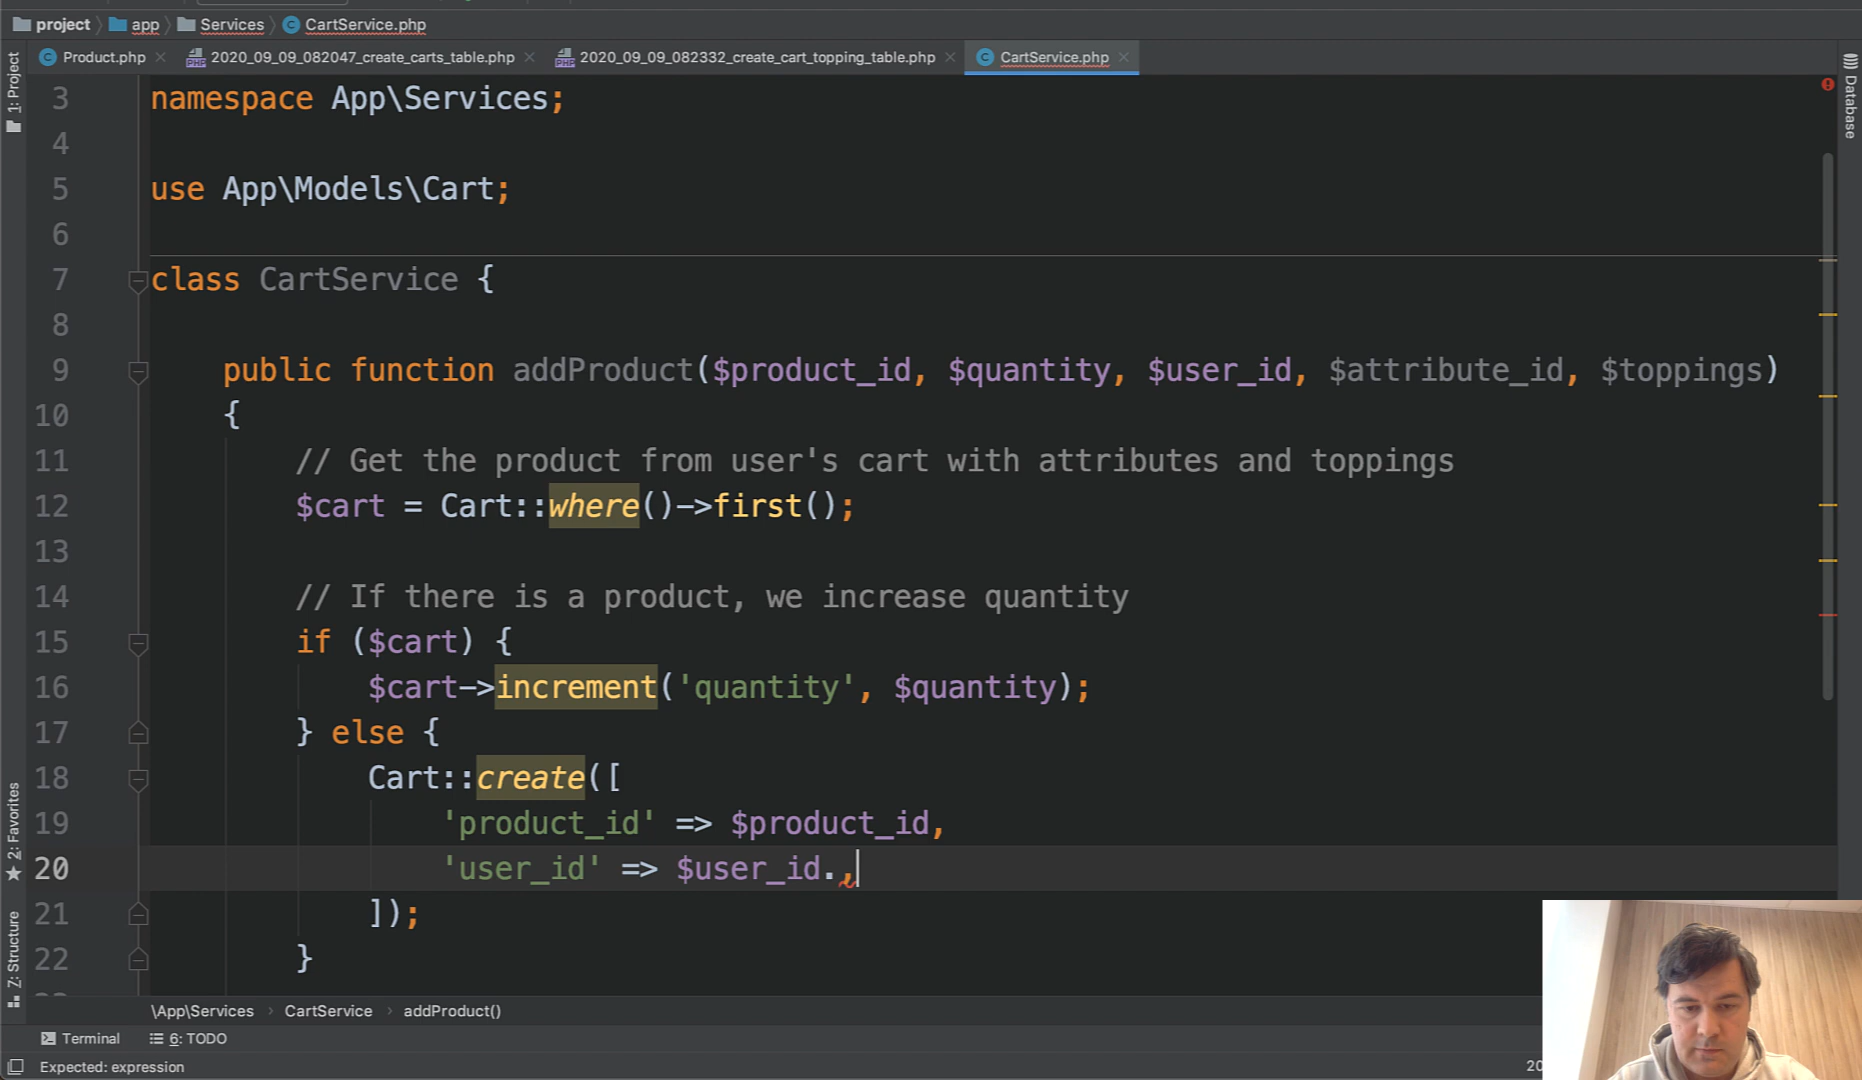 project app Services CartService.php
Product.php 2020_09_09_082047_create_carts_table.php 2020_09_09_082332_create_cart_topping_table.php CartService.php
1: Project
Database
3 namespace App\Services;
4
5 use App\Models\Cart;
6
7 class CartService {
8
9 public function addProduct($product_id, $quantity, $user_id, $attribute_id, $toppings)
10 {
11 // Get the product from user's cart with attributes and toppings
12 $cart = Cart::where()->first();
13
14 // If there is a product, we increase quantity
15 if ($cart) {
16 $cart->increment('quantity', $quantity);
17 } else {
18 Cart::create([
19 'product_id' => $product_id,
20 'user_id' => $user_id.,
21 ]);
22 }
2: Favorites
Z: Structure
\App\Services › CartService › addProduct()
Terminal 6: TODO
Expected: expression